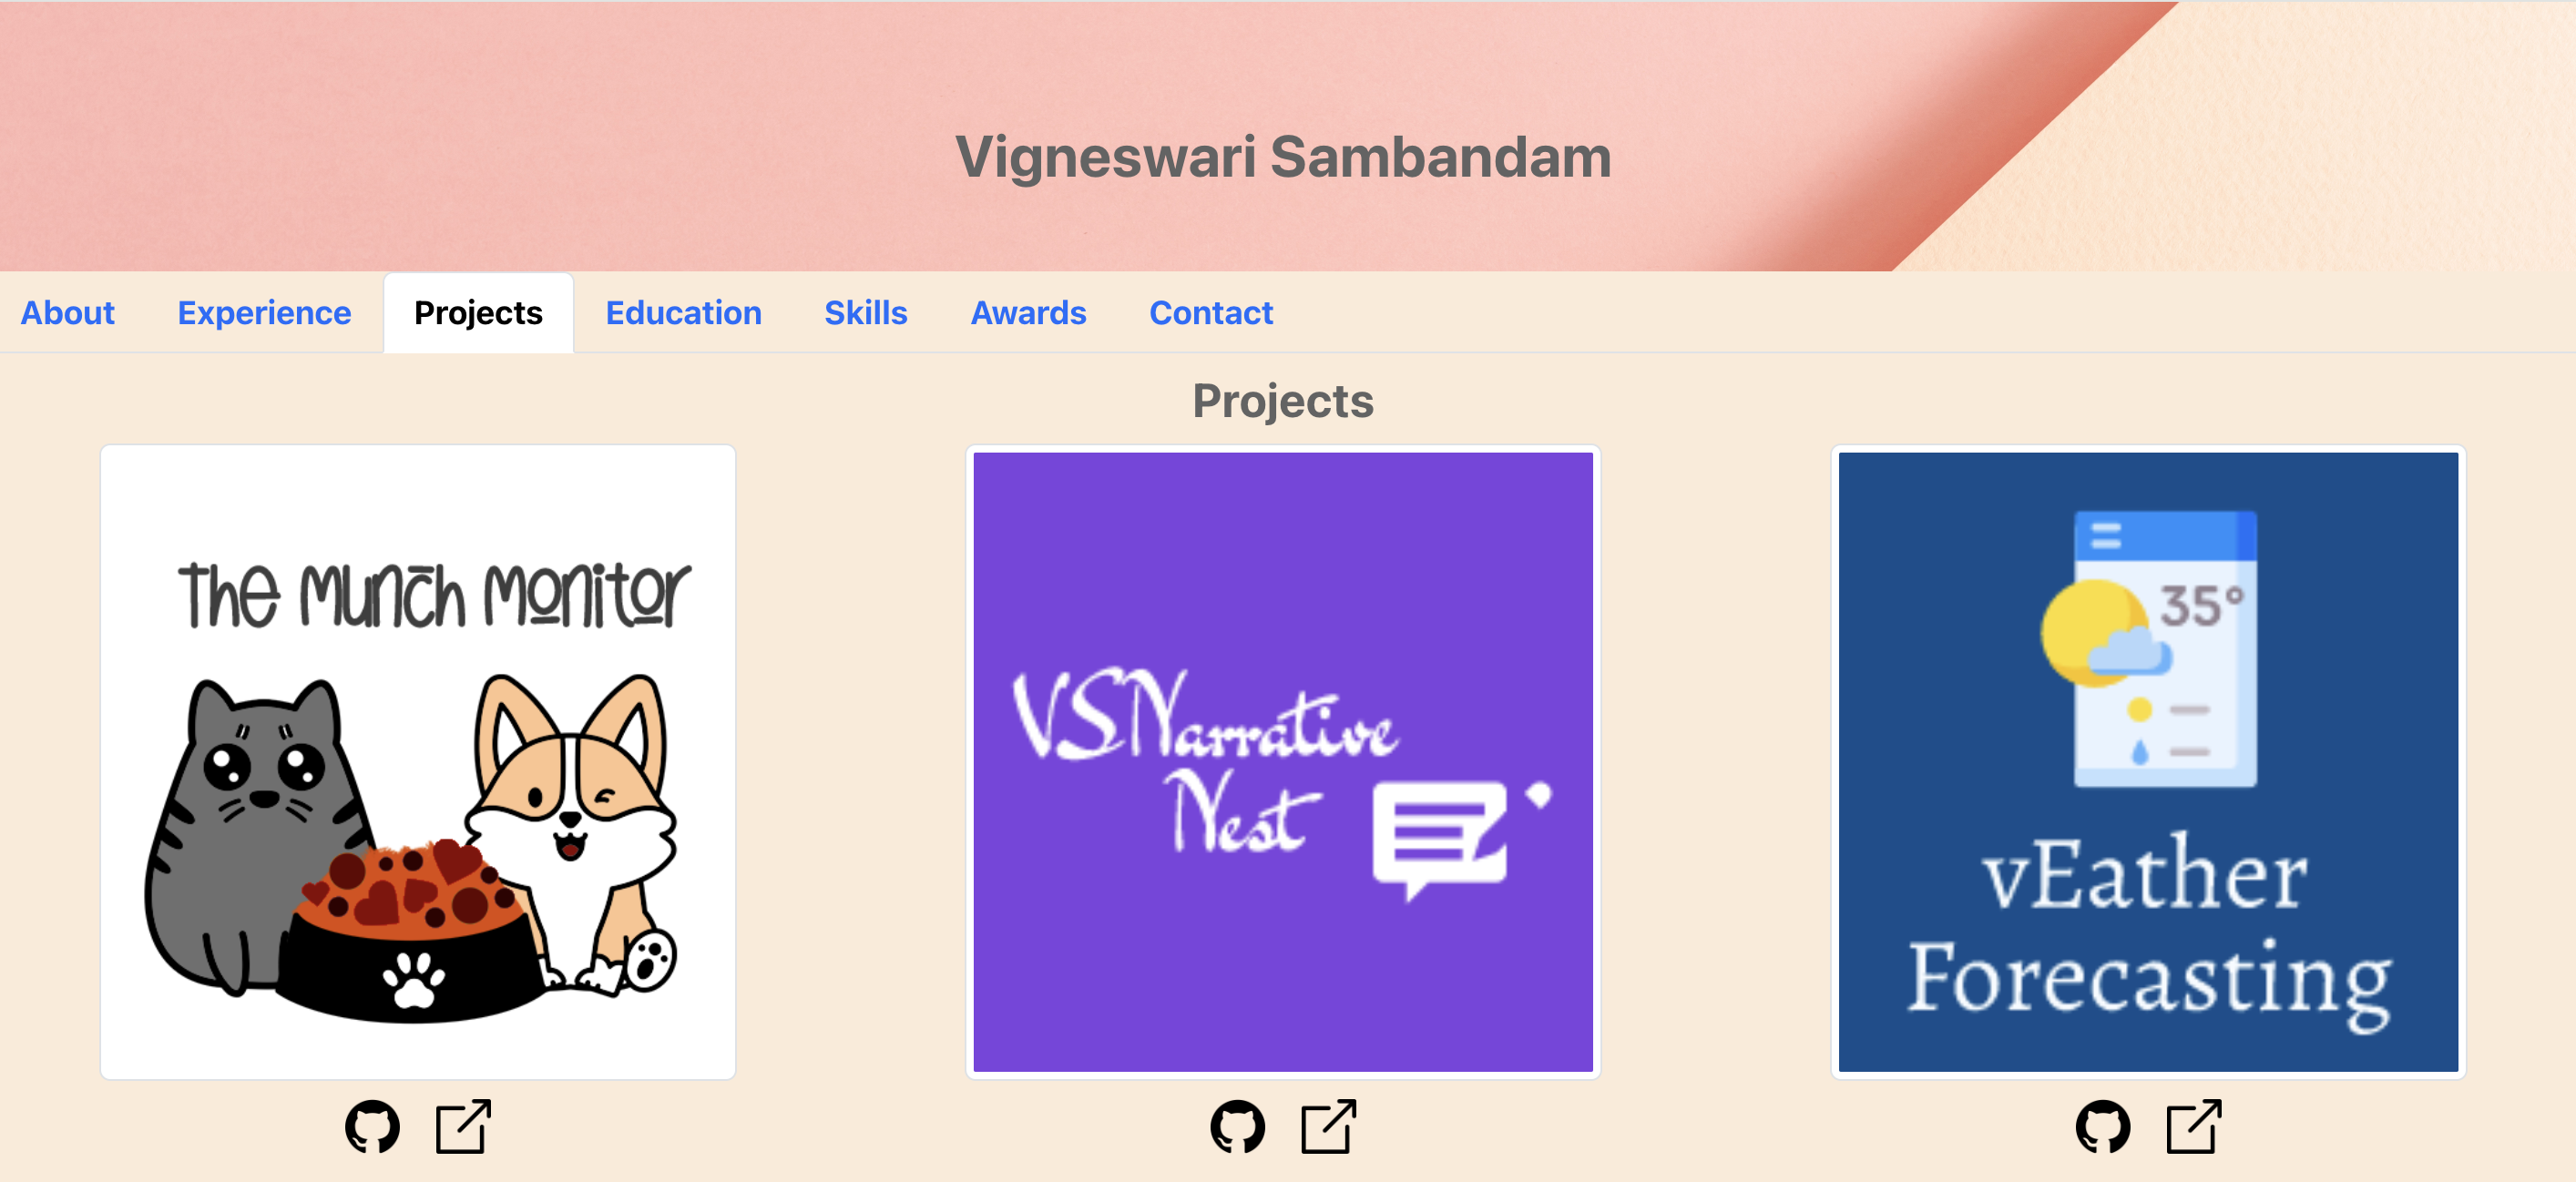 Vigneswari Sambandam
About Experience Projects Education Skills Awards Contact
Projects
The Munch Monitor
VSNarrative
Nest
35°
vEather
Forecasting